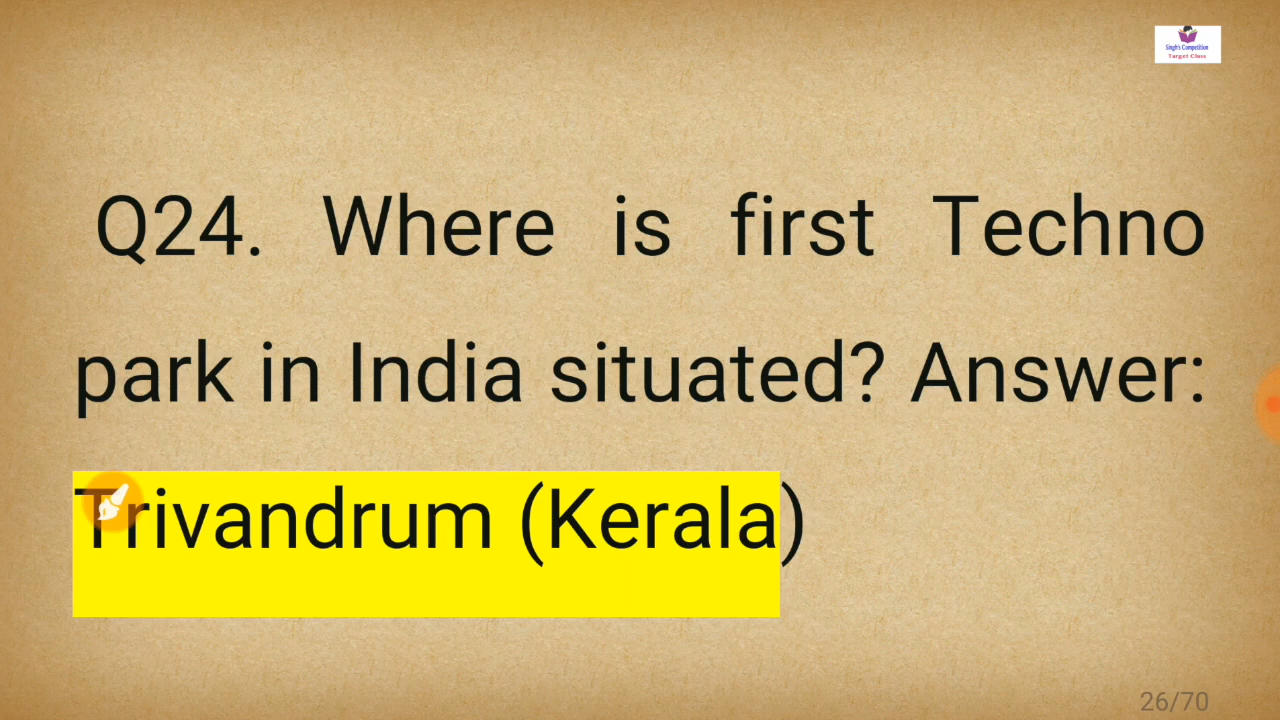 Singh's Competition
Target Class
Q24. Where is first Techno
park in India situated? Answer:
Trivandrum (Kerala)
26/70